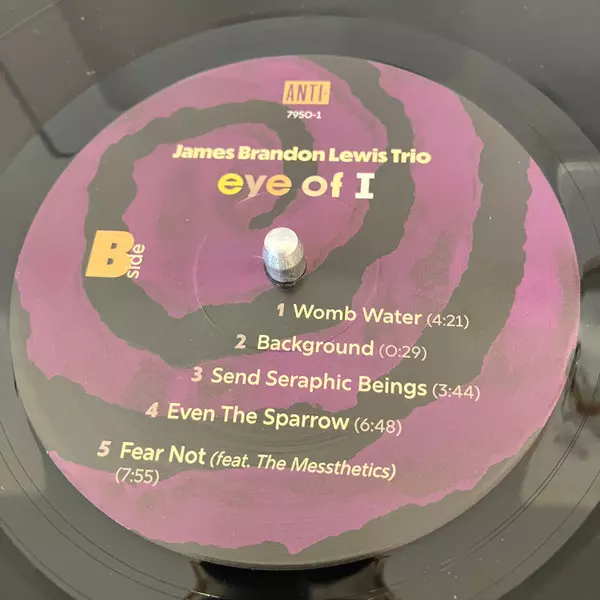 ANTI-
7950-1
James Brandon Lewis Trio
eye of I
B side
1 Womb Water (4:21)
2 Background (0:29)
3 Send Seraphic Beings (3:44)
4 Even The Sparrow (6:48)
5 Fear Not (feat. The Messthetics)
(7:55)